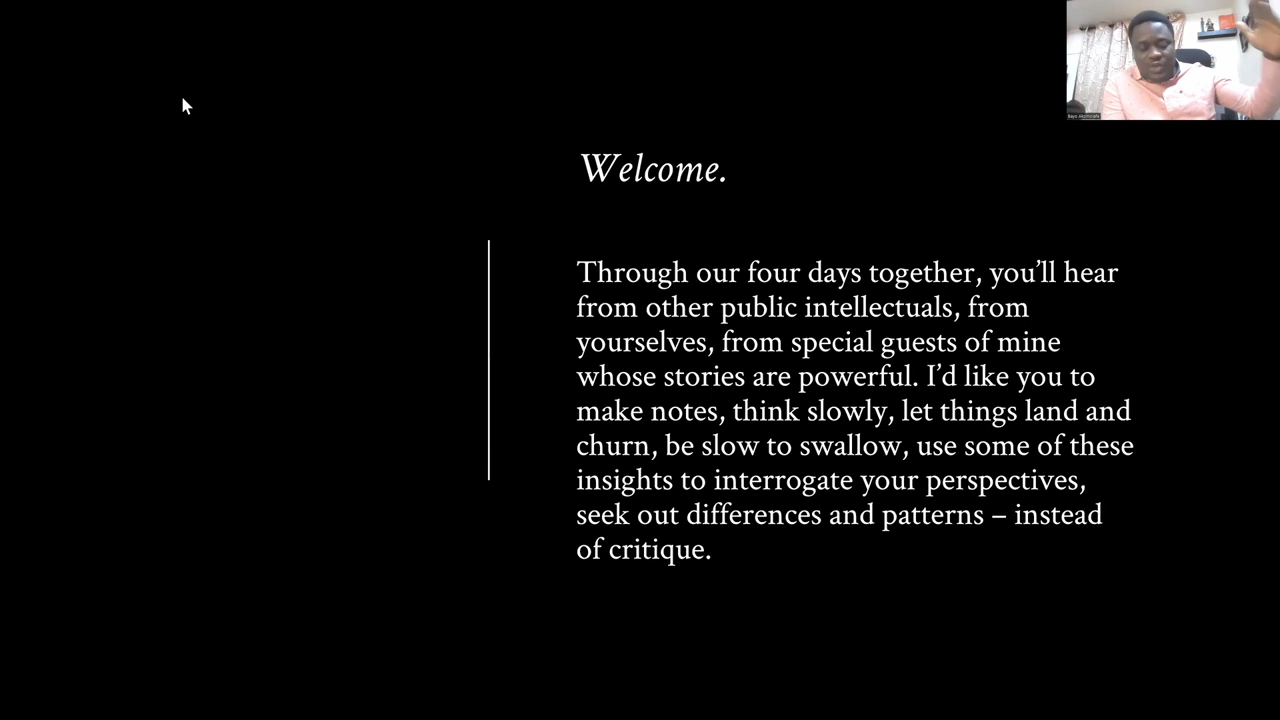 Welcome.
Through our four days together, you’ll hear
from other public intellectuals, from
yourselves, from special guests of mine
whose stories are powerful. I’d like you to
make notes, think slowly, let things land and
churn, be slow to swallow, use some of these
insights to interrogate your perspectives,
seek out differences and patterns – instead
of critique.